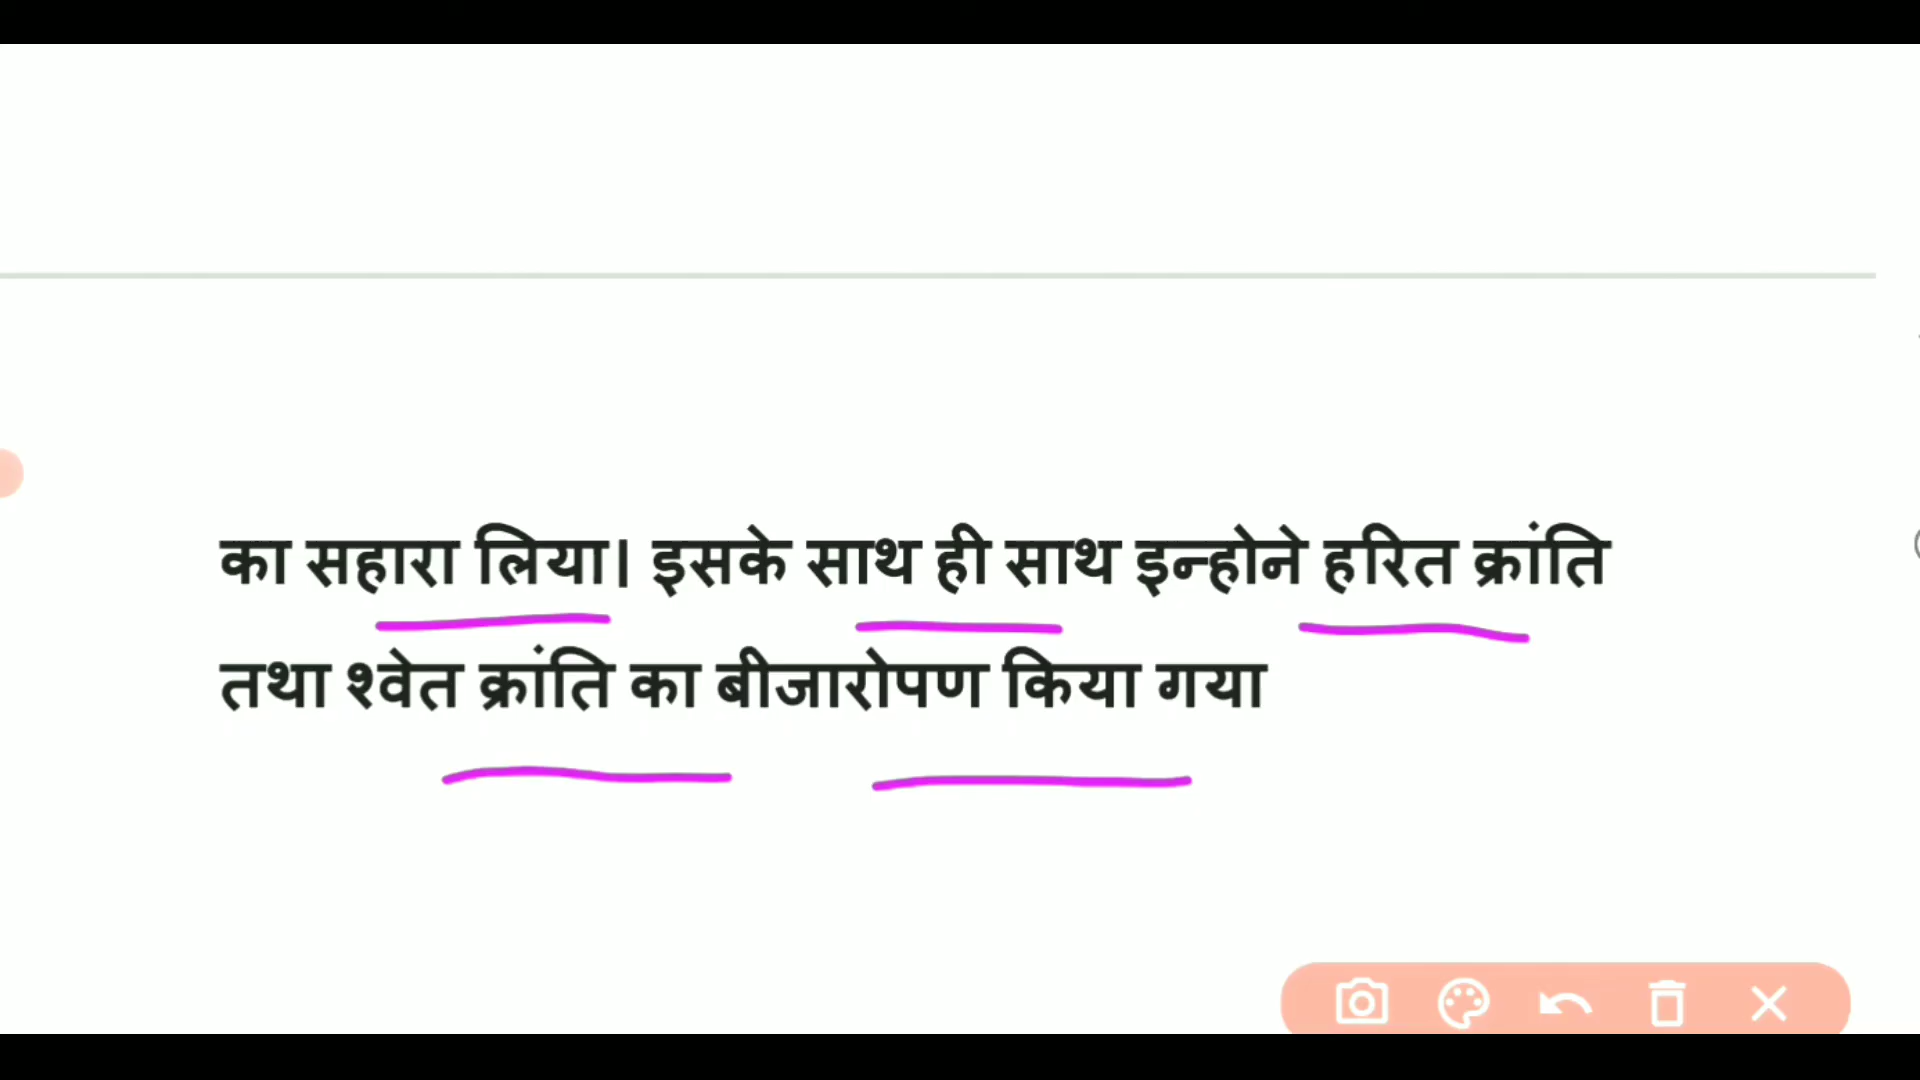 का सहारा लिया। इसके साथ ही साथ इन्होने हरित क्रांति
तथा श्वेत क्रांति का बीजारोपण किया गया